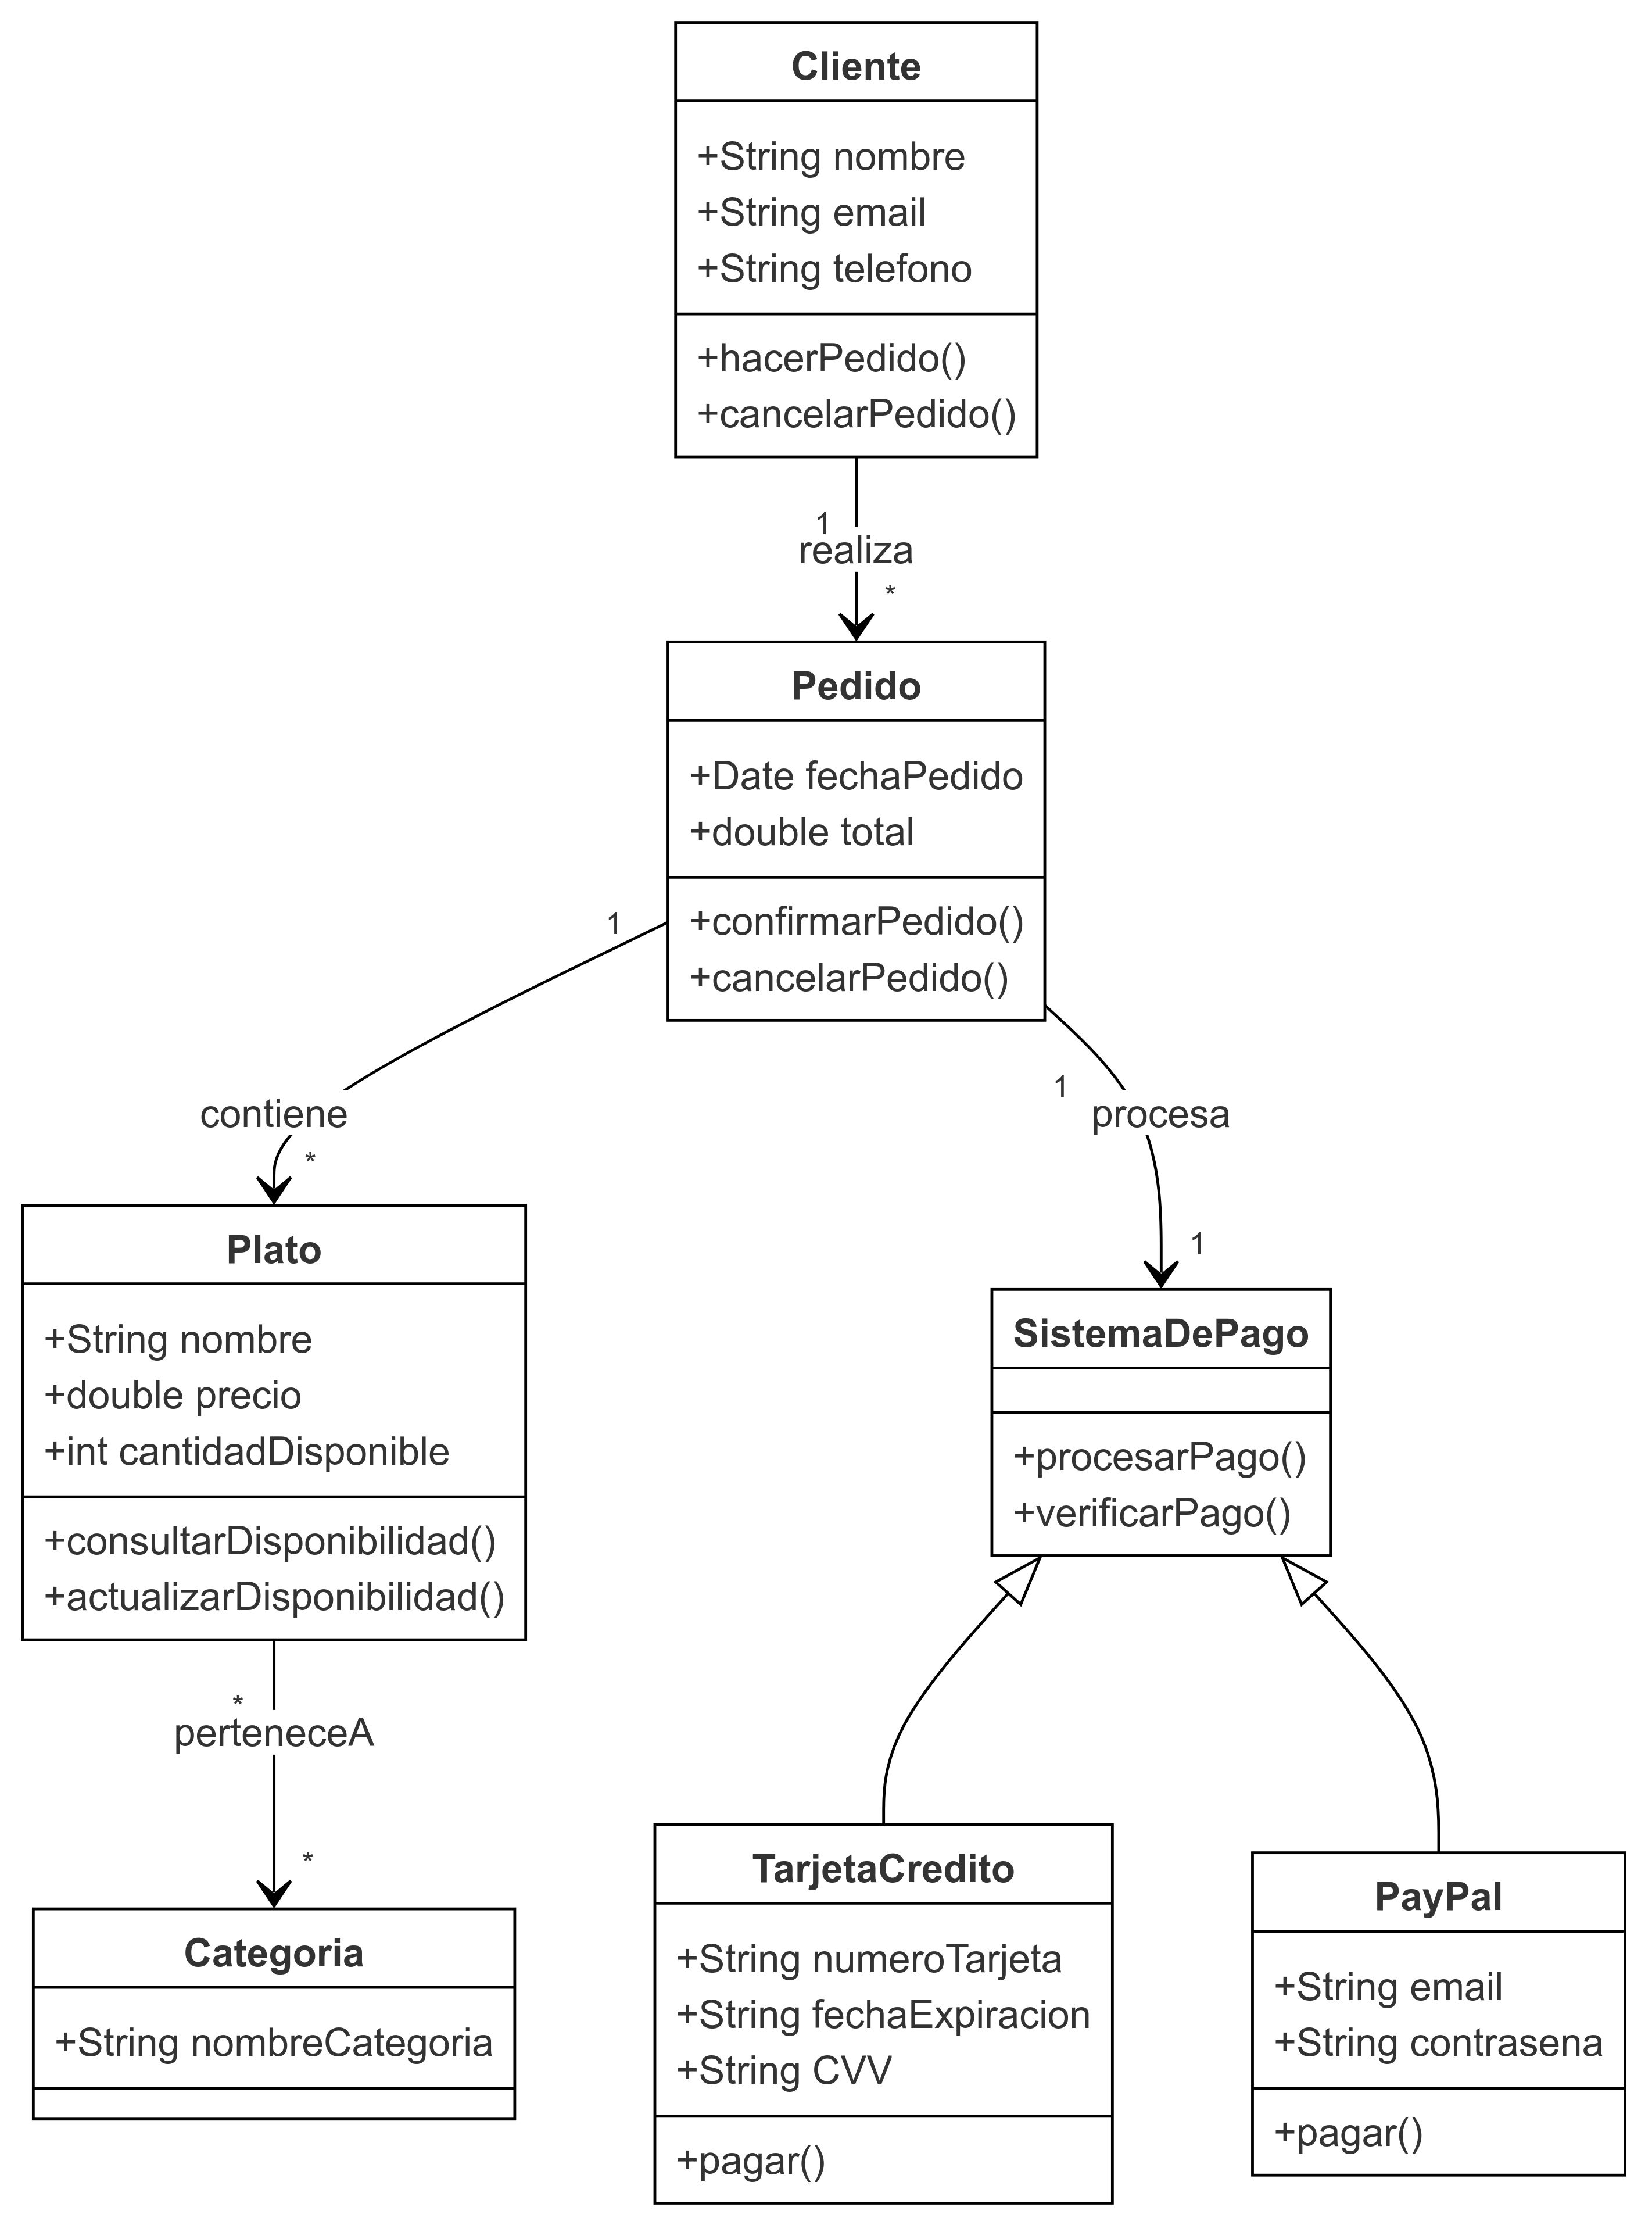 Cliente
+String nombre
+String email
+String telefono
+hacerPedido()
+cancelarPedido()
1
realiza
*
Pedido
+Date fechaPedido
+double total
+confirmarPedido()
+cancelarPedido()
1
contiene
*
1
procesa
1
Plato
+String nombre
+double precio
+int cantidadDisponible
+consultarDisponibilidad()
+actualizarDisponibilidad()
SistemaDePago
+procesarPago()
+verificarPago()
*
perteneceA
*
Categoria
+String nombreCategoria
TarjetaCredito
+String numeroTarjeta
+String fechaExpiracion
+String CVV
+pagar()
PayPal
+String email
+String contrasena
+pagar()